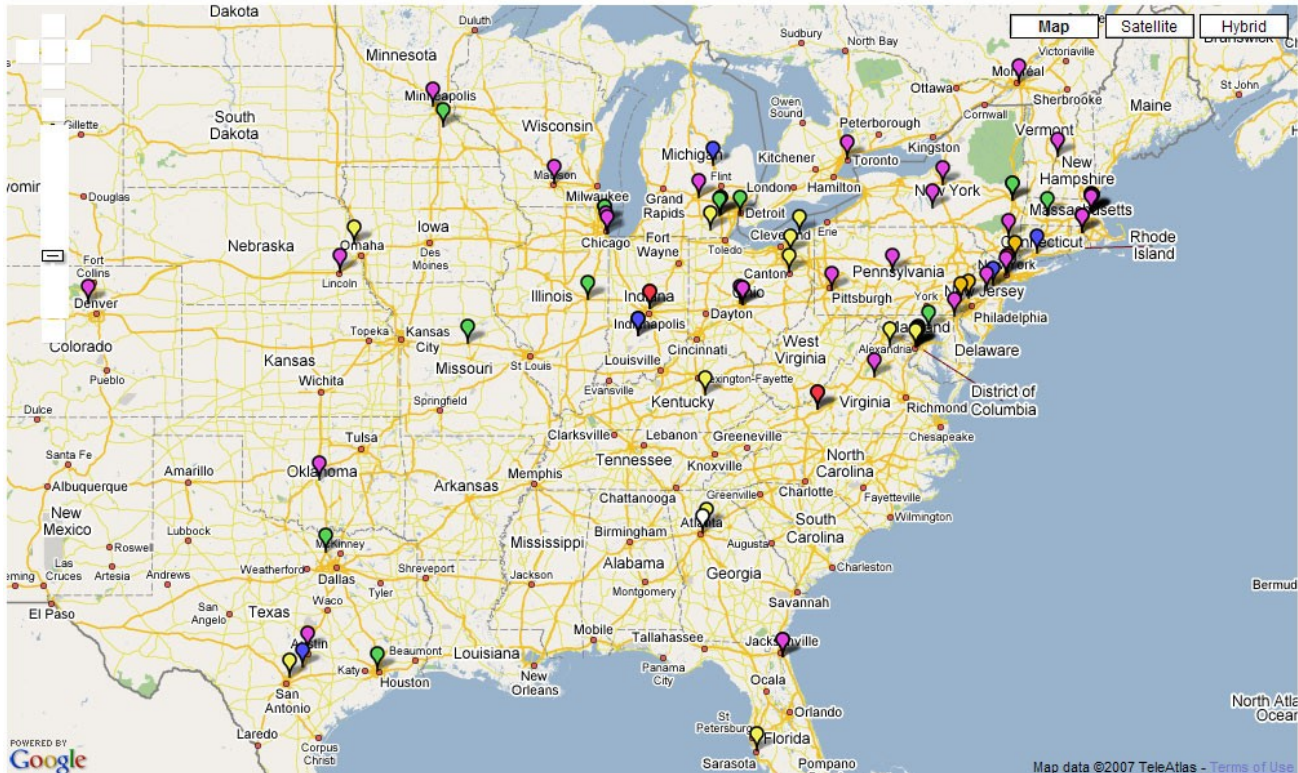 Dakota
Duluth
Sudbury
North Bay
Map
Satellite
Hybrid
Minnesota
Victoriaville
Montreal
Ottawa
Sherbrooke
Maine
St John
Cornwall
Minneapolis
Gillette
South
Dakota
Wisconsin
Owen
Sound
Peterborough
Kingston
Vermont
New
Hampshire
Michigan
Kitchener
Toronto
Madison
Flint
London
Hamilton
New York
Milwaukee
Grand
Rapids
Detroit
Massachusetts
Douglas
Iowa
Omaha
Des
Moines
Chicago
Toledo
Cleveland
Erie
Connecticut
Rhode
Island
Nebraska
Fort
Wayne
Fort
Collins
Lincoln
Canton
Pennsylvania
New York
Denver
Illinois
Indiana
Ohio
Pittsburgh
York
New Jersey
Philadelphia
Indianapolis
Dayton
Maryland
Topeka
Kansas
City
Colorado
Cincinnati
West
Virginia
Alexandria
Delaware
Kansas
Missouri
St Louis
Louisville
Pueblo
Evansville
Lexington-Fayette
District of
Columbia
Wichita
Kentucky
Virginia
Richmond
Dulce
Springfield
Chesapeake
Clarksville
Lebanon
Greeneville
Tulsa
Tennessee
Knoxville
North
Carolina
Santa Fe
Oklahoma
Amarillo
Memphis
Albuquerque
Arkansas
Chattanooga
Greenville
Charlotte
Fayetteville
New
Mexico
Atlanta
Wilmington
Lubbock
Birmingham
South
Carolina
Roswell
McKinney
Mississippi
Augusta
Las
Cruces
Artesia
Andrews
Weatherford
Dallas
Shreveport
Alabama
Georgia
Charleston
Tyler
Jackson
Montgomery
Bermud
El Paso
San
Angelo
Texas
Waco
Savannah
Austin
Mobile
Tallahassee
Jacksonville
Beaumont
Louisiana
Katy
Houston
New
Orleans
Panama
City
Ocala
San
Antonio
Orlando
St
Petersburg
Florida
North Atla
Ocean
Laredo
Corpus
Christi
Sarasota
Pompano
POWERED BY
Google
Map data ©2007 TeleAtlas - Terms of Use